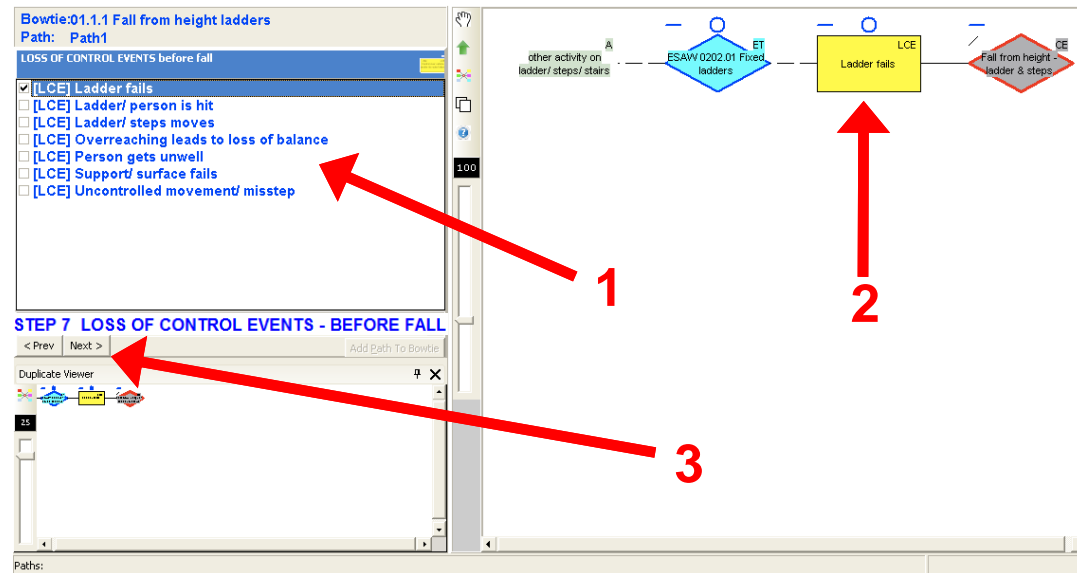 Bowtie:01.1.1 Fall from height ladders
Path: Path1
LOSS OF CONTROL EVENTS before fall
[LCE] Ladder fails
[LCE] Ladder/ person is hit
[LCE] Ladder/ steps moves
[LCE] Overreaching leads to loss of balance
[LCE] Person gets unwell
[LCE] Support/ surface fails
[LCE] Uncontrolled movement/ misstep
STEP 7 LOSS OF CONTROL EVENTS - BEFORE FALL
< Prev Next > Add Path To Bowtie
Duplicate Viewer
25
Paths:
100
A
other activity on
ladder/ steps/ stairs
ET
ESAW 0202.01 Fixed
ladders
LCE
Ladder fails
CE
Fall from height -
ladder & steps
1
2
3